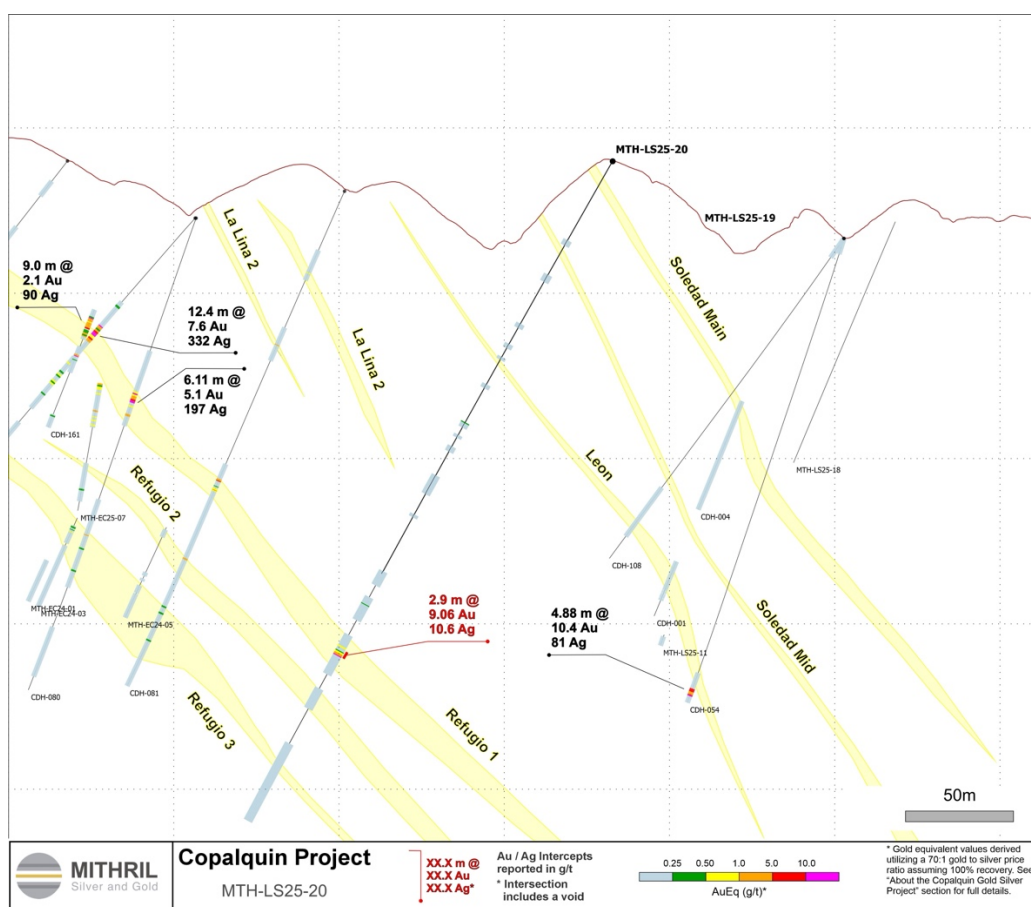 MTH-LS25-20
MTH-LS25-19
La Lina 2
La Lina 2
Soledad Main
9.0 m @
2.1 Au
90 Ag
12.4 m @
7.6 Au
332 Ag
6.11 m @
5.1 Au
197 Ag
CDH-161
Refugio 2
Leon
MTH-LS25-18
CDH-004
MTH-EC25-07
CDH-108
MTH-EC24-01
MTH-EC24-03
MTH-EC24-05
2.9 m @
9.06 Au
10.6 Ag
4.88 m @
10.4 Au
81 Ag
CDH-001
MTH-LS25-11
Soledad Mid
CDH-080
CDH-081
CDH-054
Refugio 3
Refugio 1
50m
MITHRIL
Silver and Gold
Copalquin Project
MTH-LS25-20
XX.X m @
XX.X Au
XX.X Ag*
Au / Ag Intercepts
reported in g/t
* Intersection
includes a void
0.25 0.50 1.0 5.0 10.0
AuEq (g/t)*
* Gold equivalent values derived
utilizing a 70:1 gold to silver price
ratio assuming 100% recovery. See
"About the Copalquin Gold Silver
Project" section for full details.